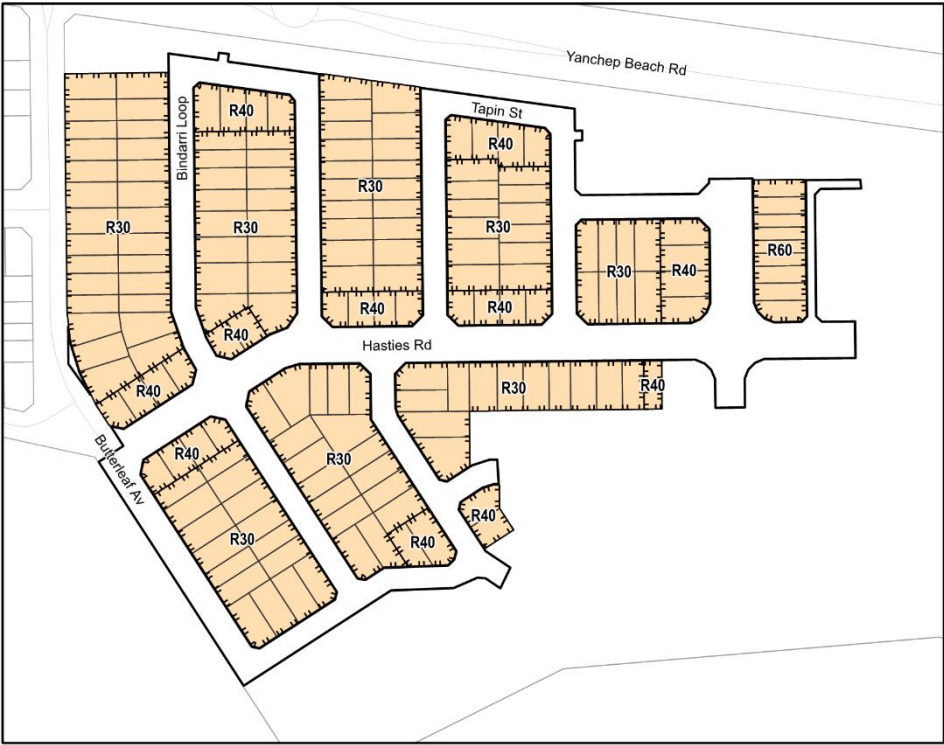 Yanchep Beach Rd
Tapin St
Bindarri Loop
R40
R40
R30
R30
R30
R30
R60
R30
R40
R40
R40
R40
Hasties Rd
R40
R30
R40
Butterleaf Av
R40
R30
R40
R30
R40